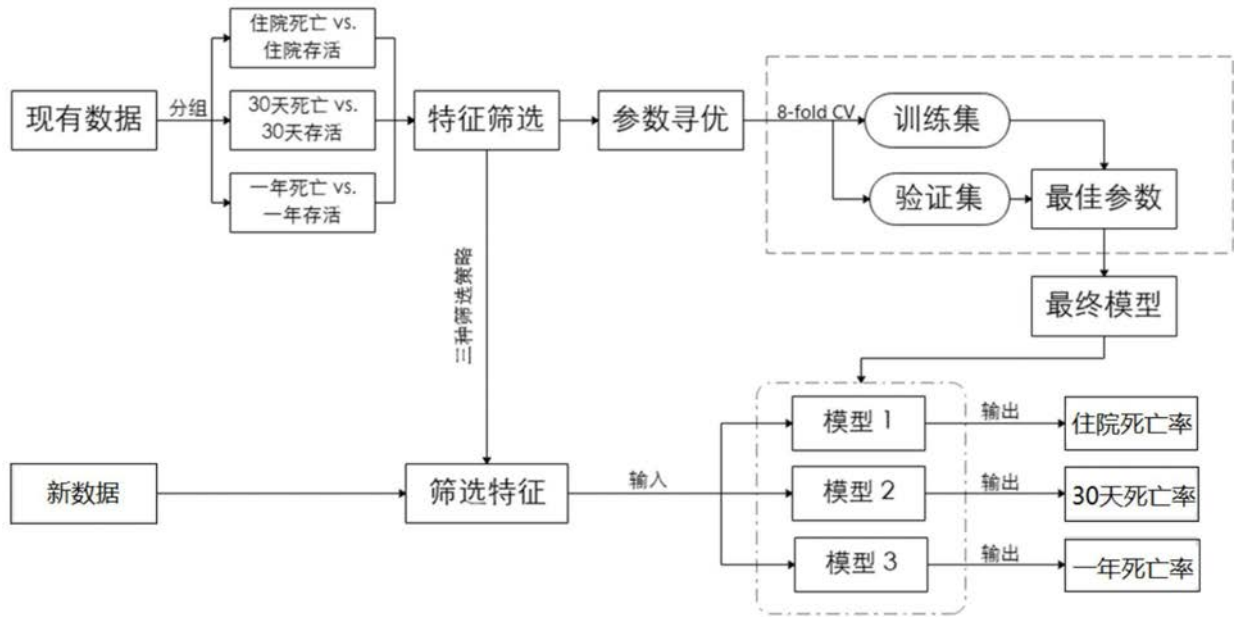 住院死亡 vs.
住院存活
现有数据
分组
30天死亡 vs.
30天存活
特征筛选
参数寻优
8-fold CV
训练集
一年死亡 vs.
一年存活
验证集
最佳参数
三种筛选策略
最终模型
模型 1
输出
住院死亡率
新数据
筛选特征
输入
模型 2
输出
30天死亡率
模型 3
输出
一年死亡率